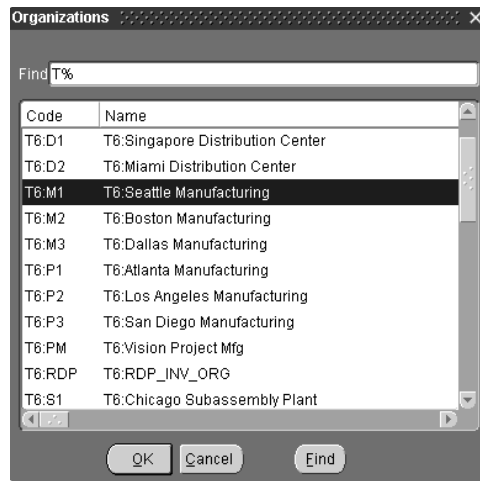 Organizations
Find T%
Code Name
T6:D1 T6:Singapore Distribution Center
T6:D2 T6:Miami Distribution Center
T6:M1 T6:Seattle Manufacturing
T6:M2 T6:Boston Manufacturing
T6:M3 T6:Dallas Manufacturing
T6:P1 T6:Atlanta Manufacturing
T6:P2 T6:Los Angeles Manufacturing
T6:P3 T6:San Diego Manufacturing
T6:PM T6:Vision Project Mfg
T6:RDP T6:RDP_INV_ORG
T6:S1 T6:Chicago Subassembly Plant
OK Cancel Find